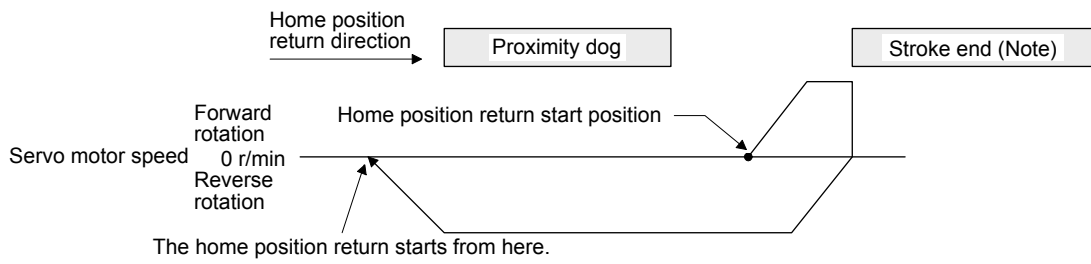 Home position
return direction
Proximity dog
Stroke end (Note)
Forward
rotation
Home position return start position
Servo motor speed
0 r/min
Reverse
rotation
The home position return starts from here.